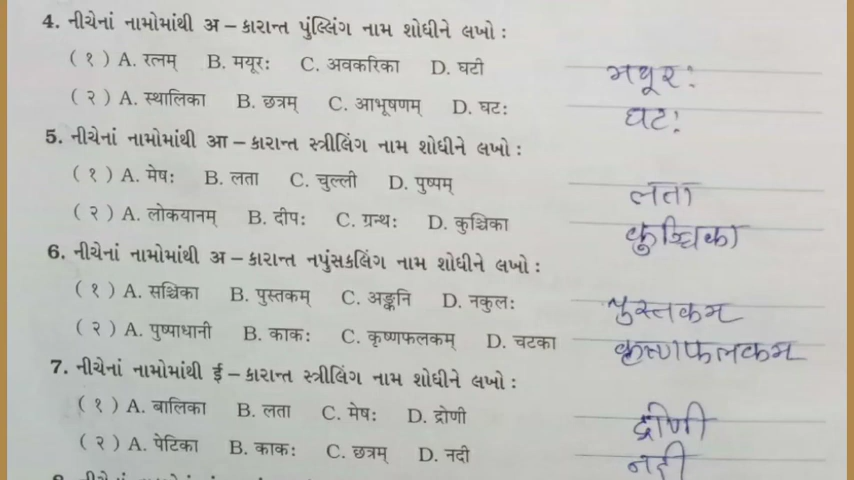 4. નીચેનાં નામોમાંથી અ – કારાન્ત પુંલ્લિંગ નામ શોધીને લખો :
( १ ) A. रत्नम् B. मयूरः C. अवकरिका D. घटी मयूरः
( २ ) A. स्थालिका B. छत्रम् C. आभूषणम् D. घटः घटः
5. નીચેનાં નામોમાંથી આ – કારાન્ત સ્ત્રીલિંગ નામ શોધીને લખો :
( १ ) A. मेषः B. लता C. चुल्ली D. पुष्पम् लता
( २ ) A. लोकयानम् B. दीपः C. ग्रन्थः D. कुञ्चिका कुञ्चिका
6. નીચેનાં નામોમાંથી અ – કારાન્ત નપુંસકલિંગ નામ શોધીને લખો :
( १ ) A. सञ्चिका B. पुस्तकम् C. अङ्कनि D. नकुलः पुस्तकम
( २ ) A. पुष्पाधानी B. काकः C. कृष्णफलकम् D. चटका कृष्णफलकम
7. નીચેનાં નામોમાંથી ઈ – કારાન્ત સ્ત્રીલિંગ નામ શોધીને લખો :
( १ ) A. बालिका B. लता C. मेषः D. द्रोणी द्रोणी
( २ ) A. पेटिका B. काकः C. छत्रम् D. नदी नदी